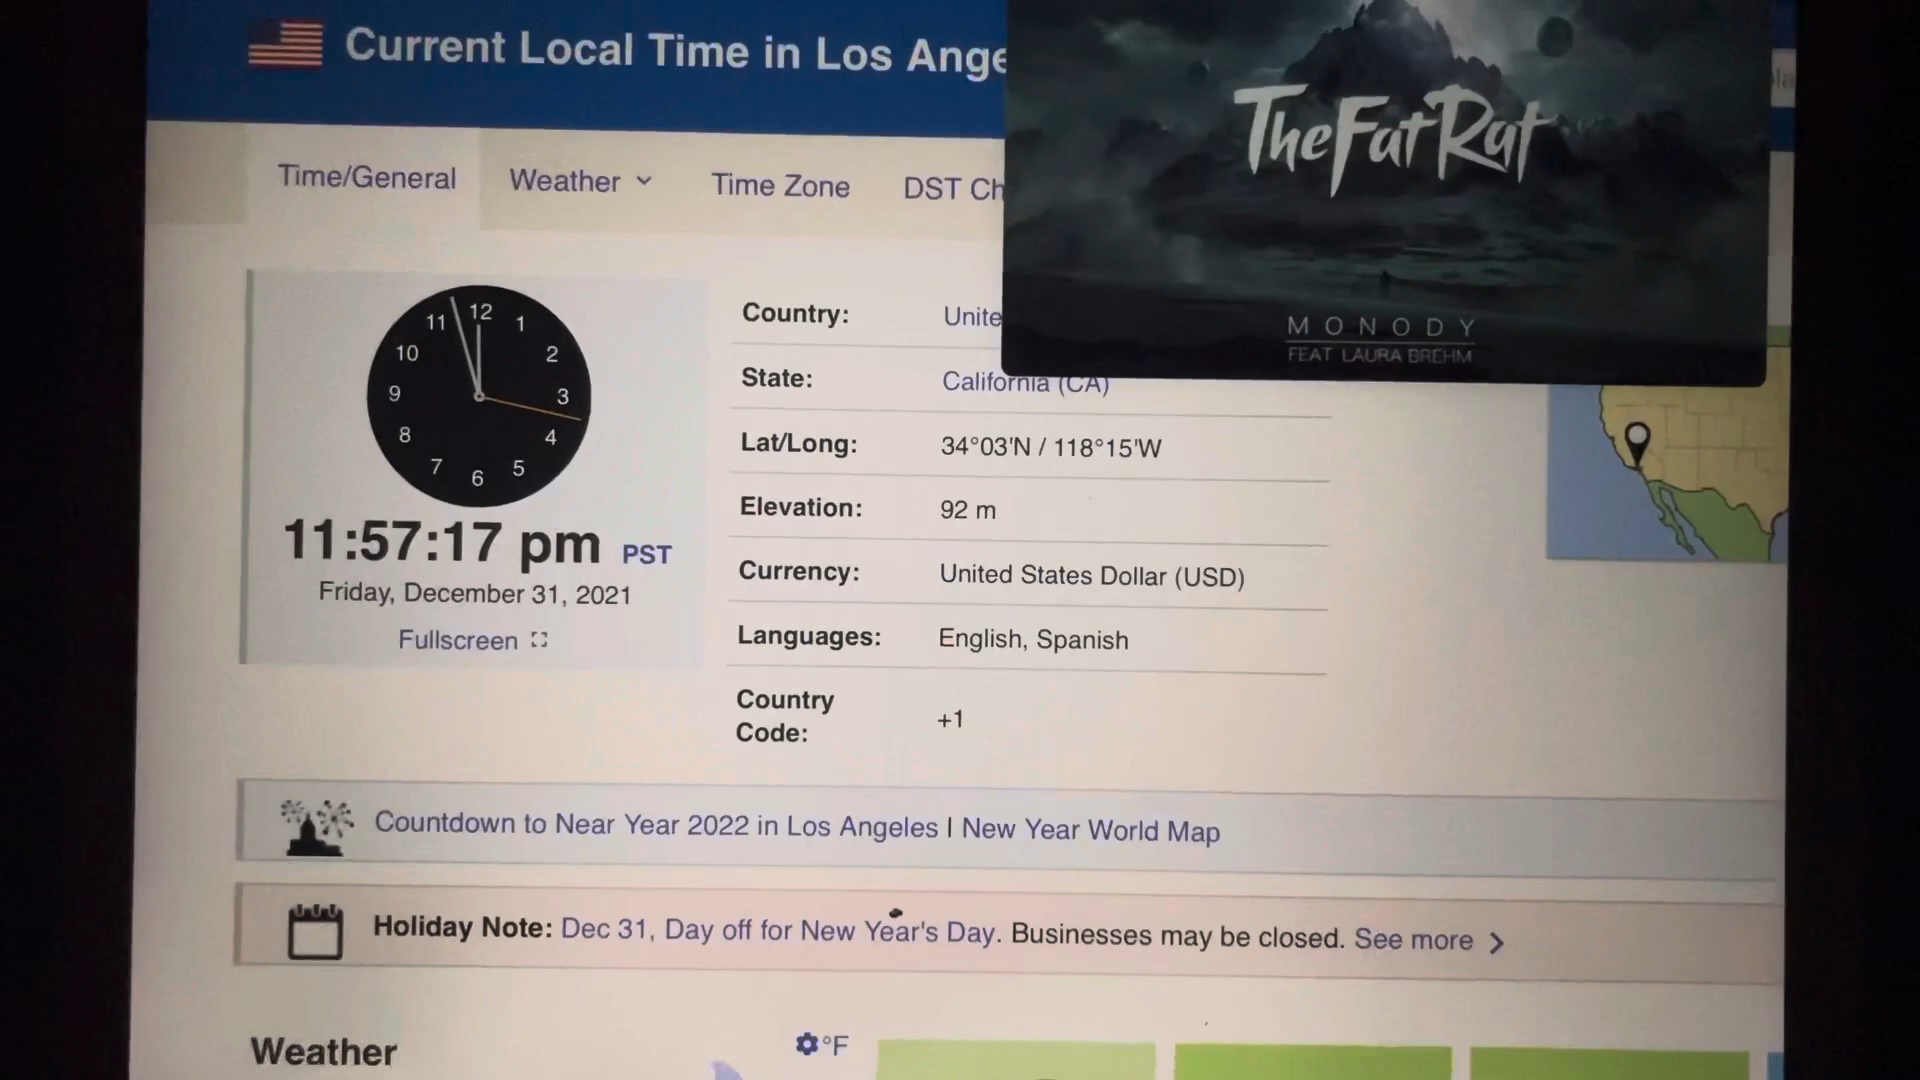 Current Local Time in Los Ange
Time/General
Weather
Time Zone
DST Ch
TheFatRat
MONODY
FEAT LAURA BREHM
12
1
2
3
4
5
6
7
8
9
10
11
11:57:17 pm PST
Friday, December 31, 2021
Fullscreen
Country: Unite
State: California (CA)
Lat/Long: 34°03'N / 118°15'W
Elevation: 92 m
Currency: United States Dollar (USD)
Languages: English, Spanish
Country
Code: +1
Countdown to Near Year 2022 in Los Angeles | New Year World Map
Holiday Note: Dec 31, Day off for New Year's Day. Businesses may be closed. See more
Weather
°F